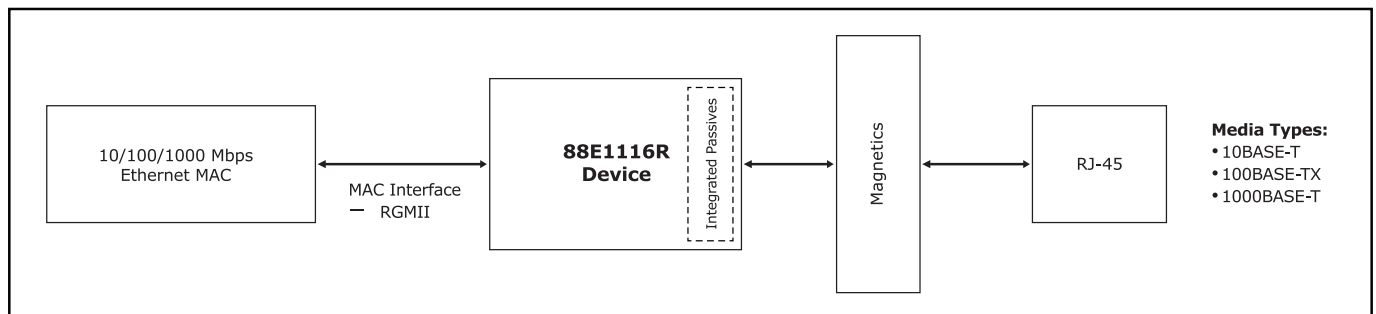 10/100/1000 Mbps
Ethernet MAC
MAC Interface
— RGMII
88E1116R
Device
Integrated Passives
Magnetics
RJ-45
Media Types:
• 10BASE-T
• 100BASE-TX
• 1000BASE-T